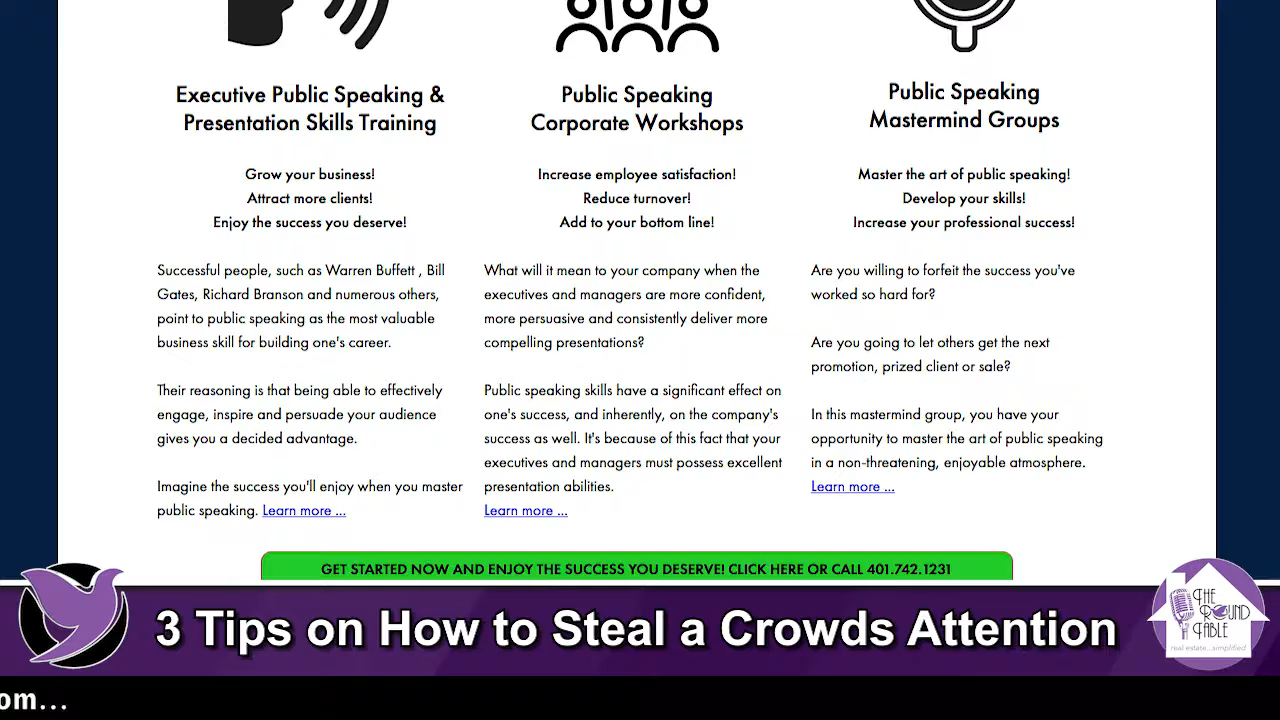 Executive Public Speaking &
Presentation Skills Training
Grow your business!
Attract more clients!
Enjoy the success you deserve!
Successful people, such as Warren Buffett , Bill
Gates, Richard Branson and numerous others,
point to public speaking as the most valuable
business skill for building one's career.
Their reasoning is that being able to effectively
engage, inspire and persuade your audience
gives you a decided advantage.
Imagine the success you'll enjoy when you master
public speaking. Learn more ...
Public Speaking
Corporate Workshops
Increase employee satisfaction!
Reduce turnover!
Add to your bottom line!
What will it mean to your company when the
executives and managers are more confident,
more persuasive and consistently deliver more
compelling presentations?
Public speaking skills have a significant effect on
one's success, and inherently, on the company's
success as well. It's because of this fact that your
executives and managers must possess excellent
presentation abilities.
Learn more ...
Public Speaking
Mastermind Groups
Master the art of public speaking!
Develop your skills!
Increase your professional success!
Are you willing to forfeit the success you've
worked so hard for?
Are you going to let others get the next
promotion, prized client or sale?
In this mastermind group, you have your
opportunity to master the art of public speaking
in a non-threatening, enjoyable atmosphere.
Learn more ...
GET STARTED NOW AND ENJOY THE SUCCESS YOU DESERVE! CLICK HERE OR CALL 401.742.1231
3 Tips on How to Steal a Crowds Attention
THE
ROUND
TABLE
real estate...simplified
om...